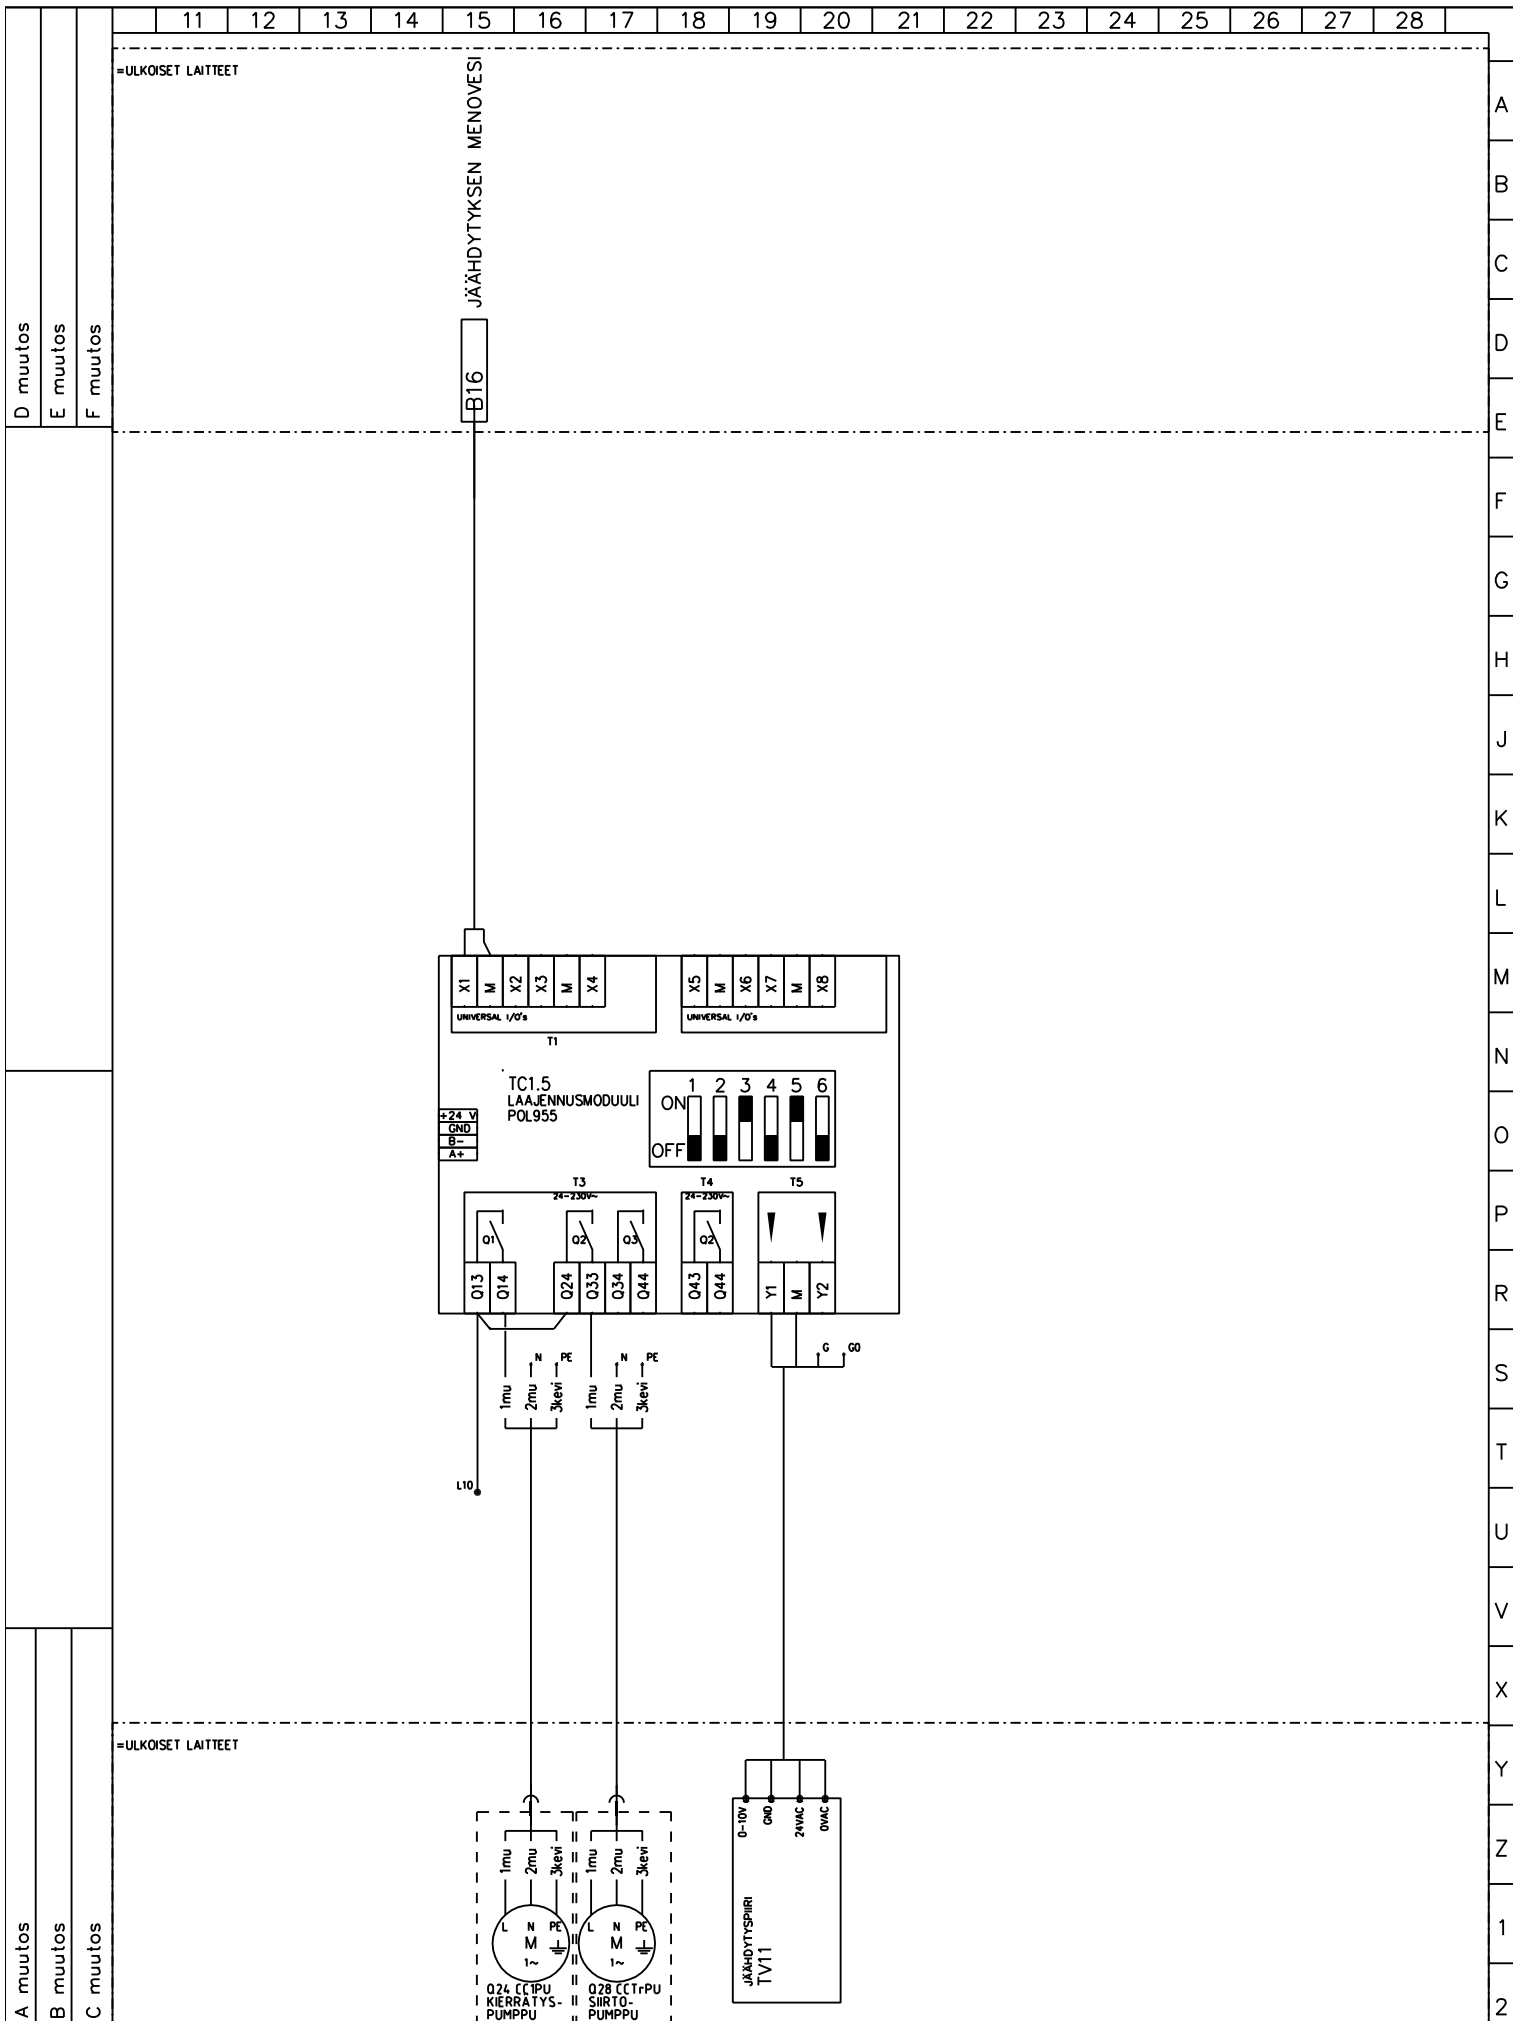 11 12 13 14 15 16 17 18 19 20 21 22 23 24 25 26 27 28
=ULKOISET LAITTEET
JÄÄHDYTYKSEN MENOVESI
B16
A
B
C
D
E
F
G
H
J
K
L
M
N
O
P
R
S
T
U
V
X
Y
Z
1
2
D muutos
E muutos
F muutos
X1 M X2 X3 M X4
UNIVERSAL I/O's
T1
X5 M X6 X7 M X8
UNIVERSAL I/O's
TC1.5
LAAJENNUSMODUULI
POL955
1 2 3 4 5 6
ON
OFF
+24 V
GND
B-
A+
T3
24-230V~
T4
24-230V~
T5
Q1 Q2 Q3 Q2
Q13 Q14 Q24 Q33 Q34 Q44
Q43 Q44
Y1 M Y2
G G0
N PE
N PE
1mu 2mu 3kevi
1mu 2mu 3kevi
L10
=ULKOISET LAITTEET
0-10V GND 24VAC 0VAC
1mu 2mu 3kevi
1mu 2mu 3kevi
L N PE
M
1~
L N PE
M
1~
JÄÄHDYTYSPIIRI
TV11
Q24 CC1PU
KIERRÄTYS-
PUMPPU
Q28 CCTrPU
SIIRTO-
PUMPPU
A muutos
B muutos
C muutos